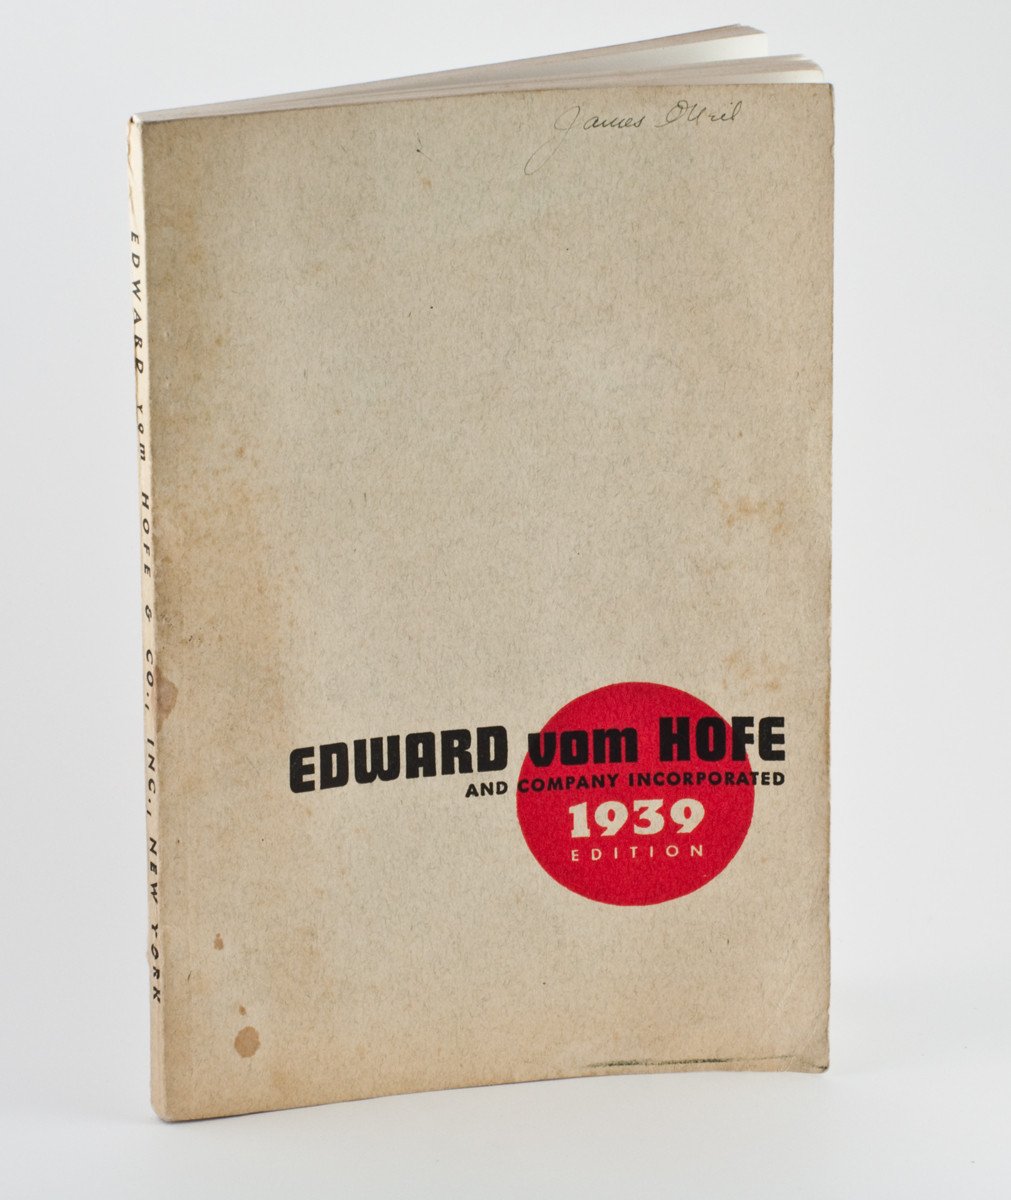 James O'Neil
EDWARD vom HOFE & CO., INC., NEW YORK
EDWARD vom HOFE
AND COMPANY INCORPORATED
1939
EDITION